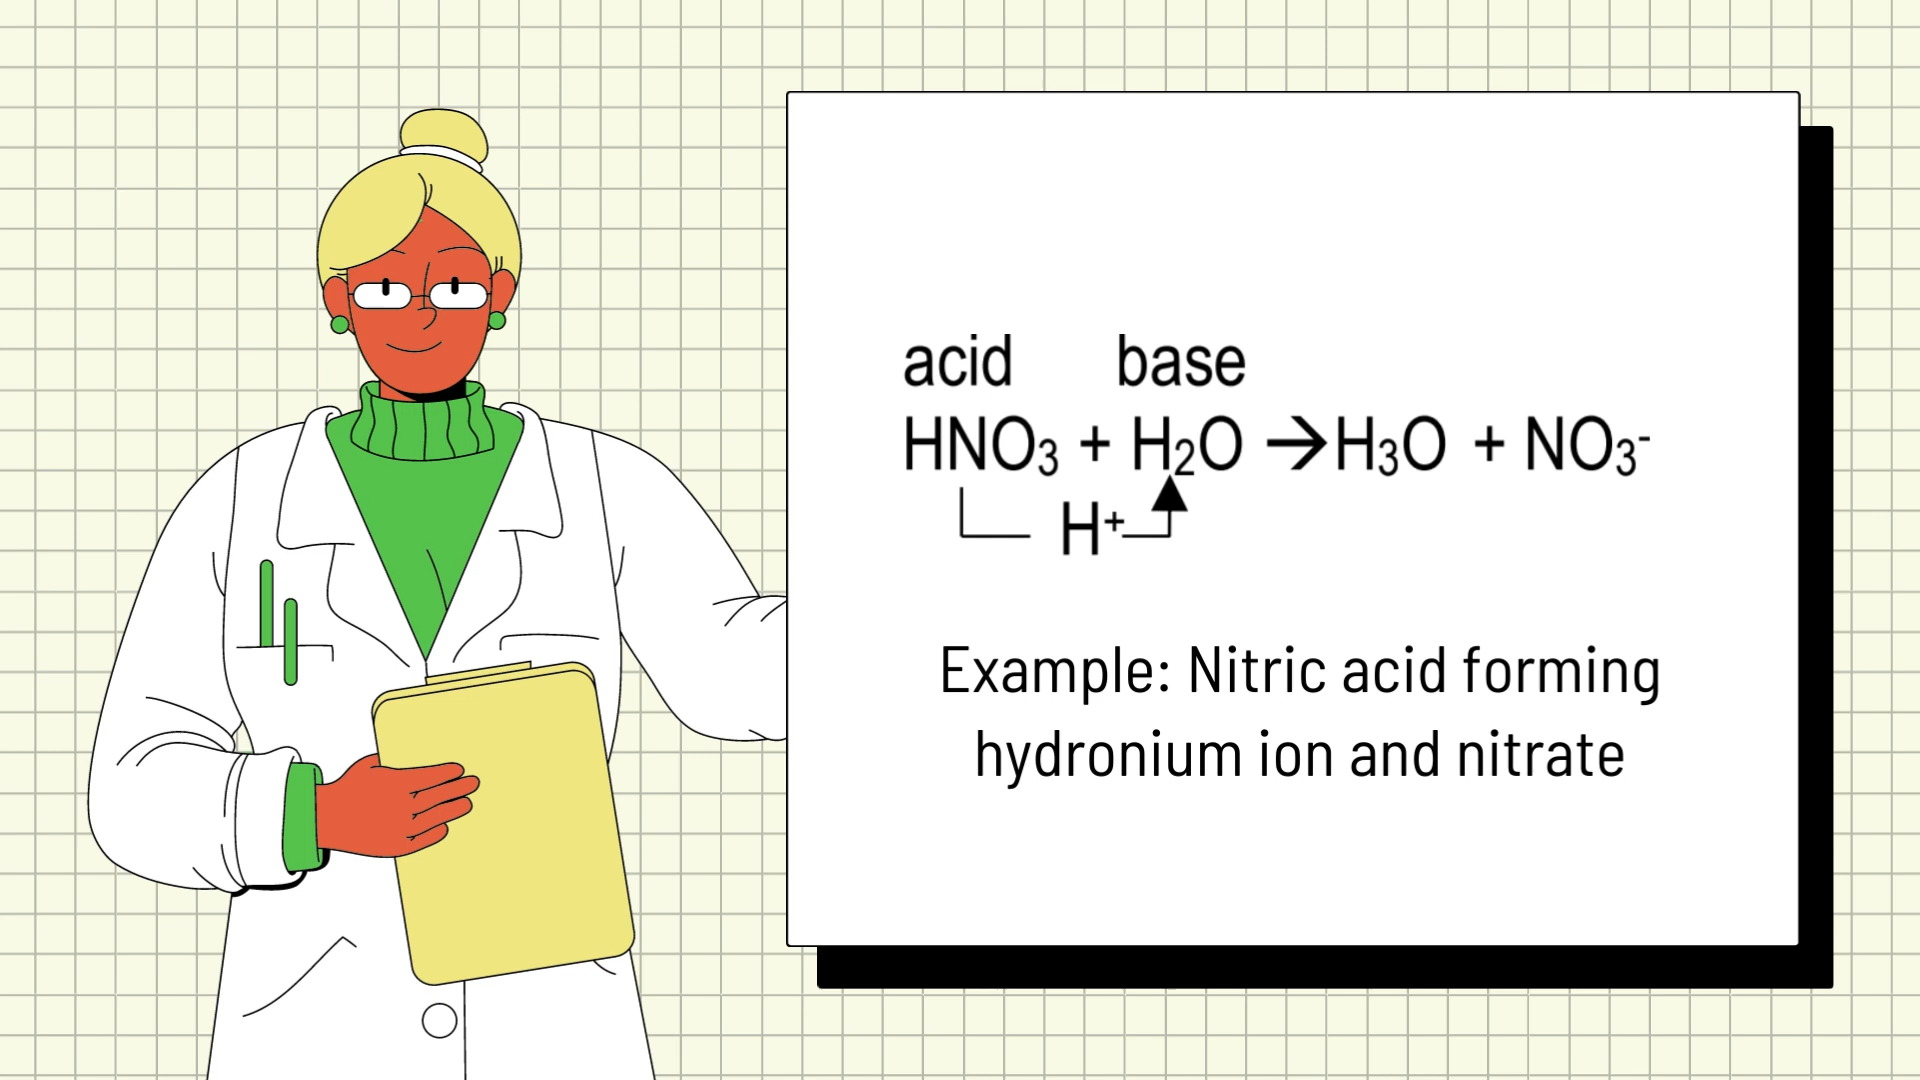 acid base
HNO₃ + H₂O →H₃O + NO₃⁻
H⁺
Example: Nitric acid forming
hydronium ion and nitrate